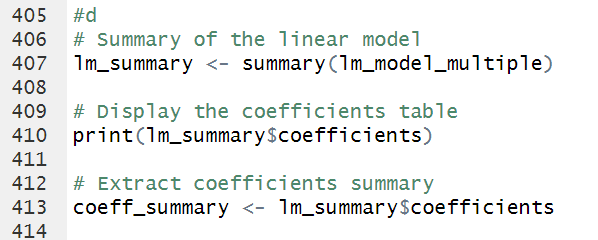 405 #d
406 # Summary of the linear model
407 lm_summary <- summary(lm_model_multiple)
408
409 # Display the coefficients table
410 print(lm_summary$coefficients)
411
412 # Extract coefficients summary
413 coeff_summary <- lm_summary$coefficients
414